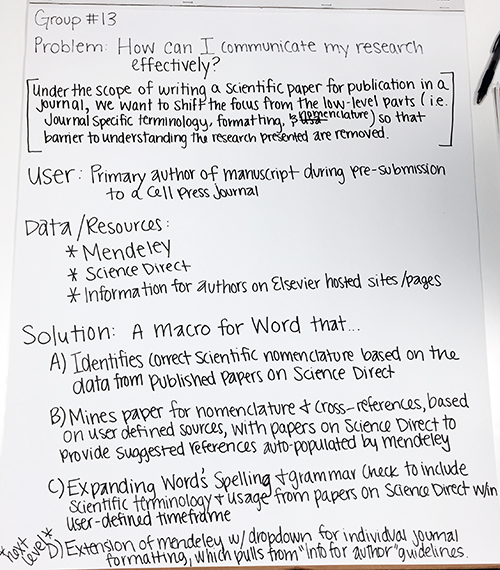 Group #13
Problem: How can I communicate my research
effectively?
[Under the scope of writing a scientific paper for publication in a
journal, we want to shift the focus from the low-level parts (i.e.
Journal specific terminology, formatting, & nomenclature) so that
barrier to understanding the research presented are removed.]
User: Primary author of manuscript during pre-submission
to a Cell Press Journal
Data/Resources:
* Mendeley
* Science Direct
* Information for authors on Elsevier hosted sites/pages
Solution: A macro for Word that...
A) Identifies correct scientific nomenclature based on the
data from published papers on Science Direct
B) Mines paper for nomenclature & cross-references, based
on user defined sources, with papers on Science Direct to
provide suggested references auto-populated by mendeley
C) Expanding Word's Spelling & grammar check to include
scientific terminology & usage from papers on Science Direct w/in
user-defined timeframe
*next level* D) Extension of mendeley w/ dropdown for individual journal
formatting, which pulls from "info for author" guidelines.